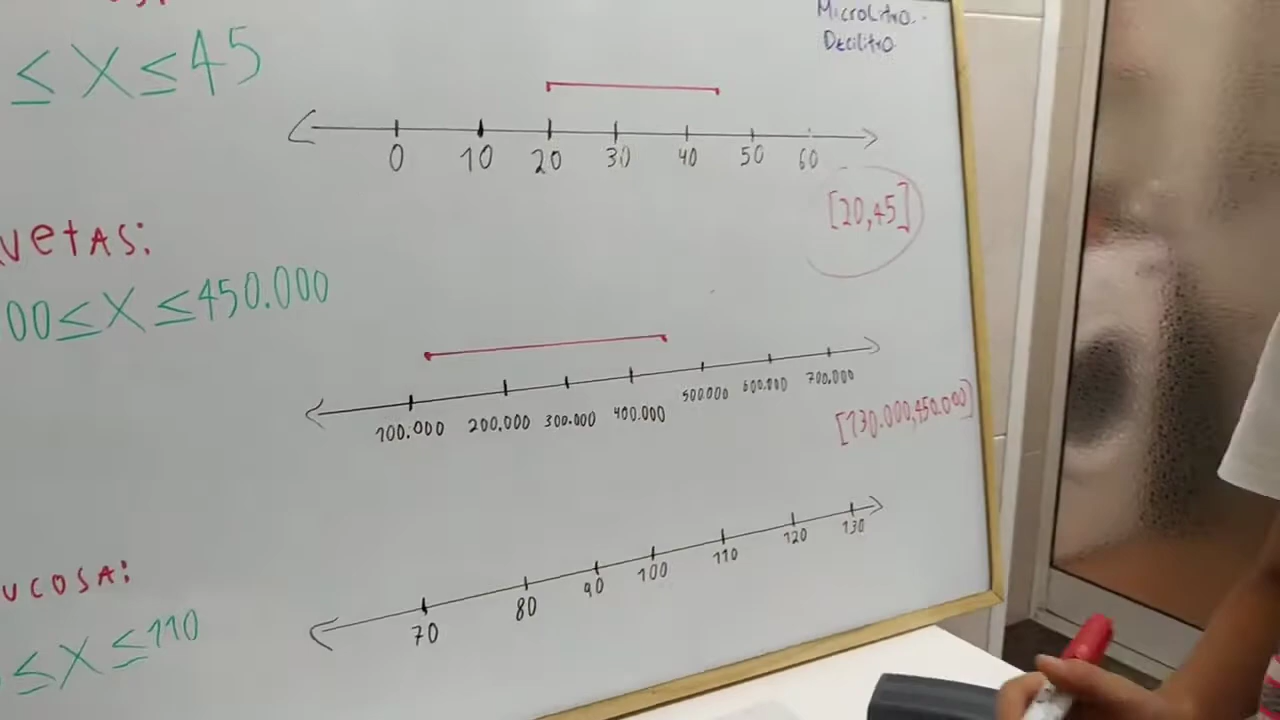 MicroLitro.
Decilitro
≤ X ≤ 45
0 10 20 30 40 50 60
[20,45]
vetas:
00 ≤ X ≤ 450.000
100.000 200,000 300.000 400.000 500.000 600.000 700,000
[130.000,450.000]
ucosa:
≤ X ≤ 110
70 80 90 100 110 120 130